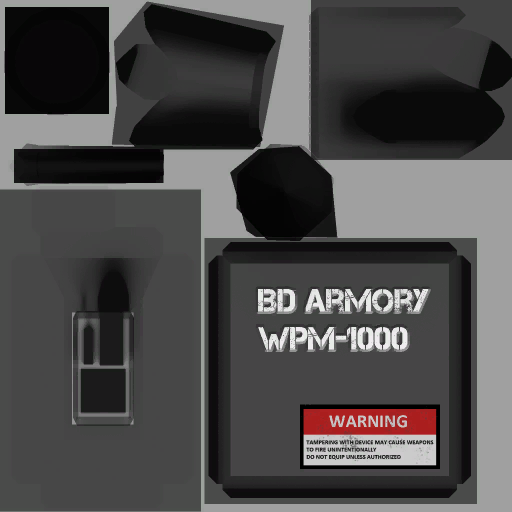 BD ARMORY
WPM-1000
WARNING
TAMPERING WITH DEVICE MAY CAUSE WEAPONS
TO FIRE UNINTENTIONALLY
DO NOT EQUIP UNLESS AUTHORIZED